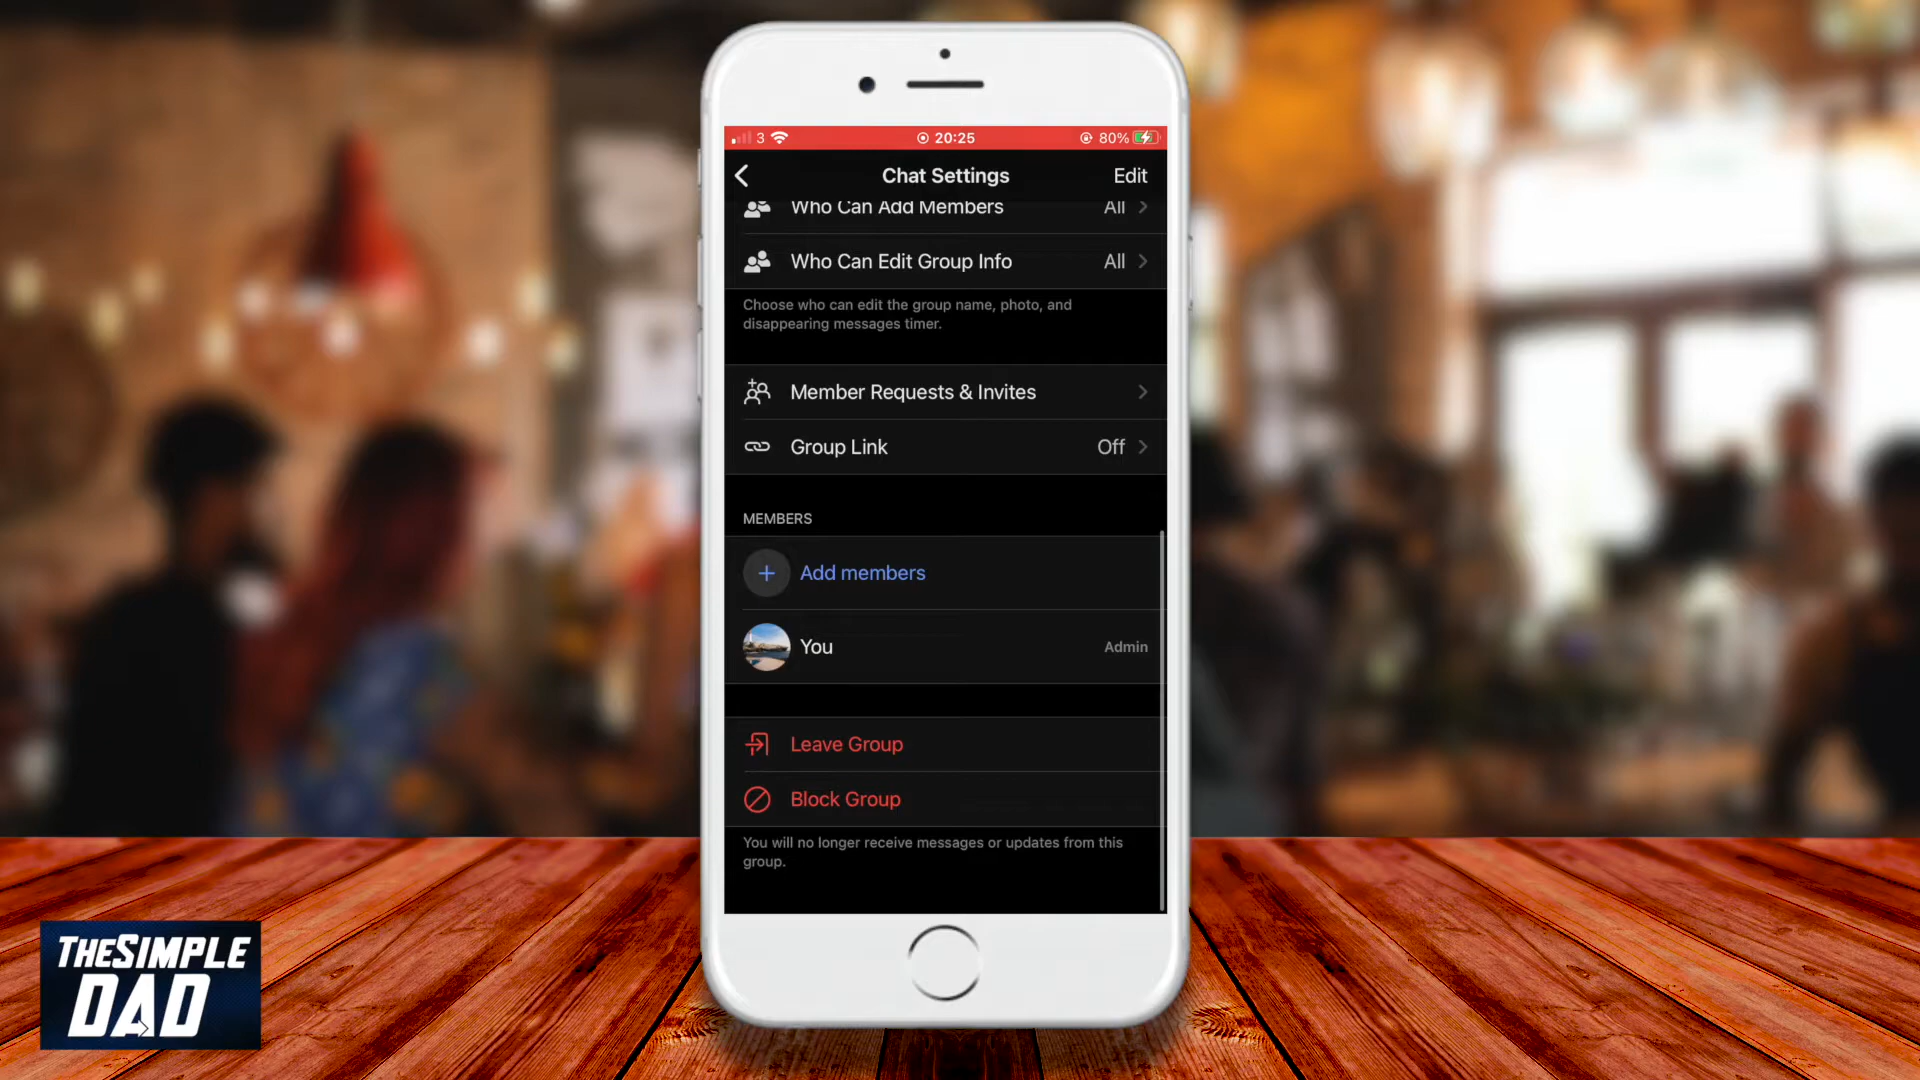 3 20:25 80%
Chat Settings Edit
Who Can Add Members All
Who Can Edit Group Info All
Choose who can edit the group name, photo, and
disappearing messages timer.
Member Requests & Invites
Group Link Off
MEMBERS
Add members
You Admin
Leave Group
Block Group
You will no longer receive messages or updates from this
group.
THESIMPLE
DAD